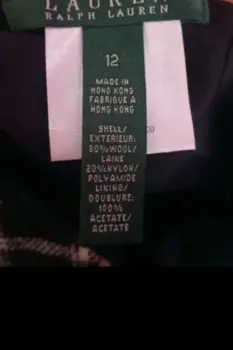 LAUREN
RALPH LAUREN
12
MADE IN
HONG KONG
FABRIQUE A
HONG KONG
SHELL/
EXTERIEUR:
80%WOOL/
LAINE
20%NYLON/
POLYAMIDE
LINING/
DOUBLURE:
100%
ACETATE/
ACETATE